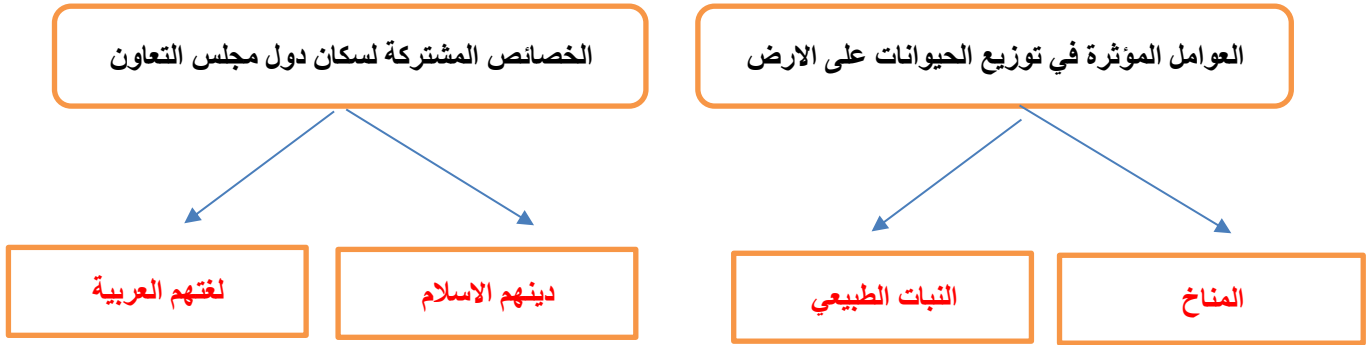 العوامل المؤثرة في توزيع الحيوانات على الارض
المناخ
النبات الطبيعي
الخصائص المشتركة لسكان دول مجلس التعاون
دينهم الاسلام
لغتهم العربية